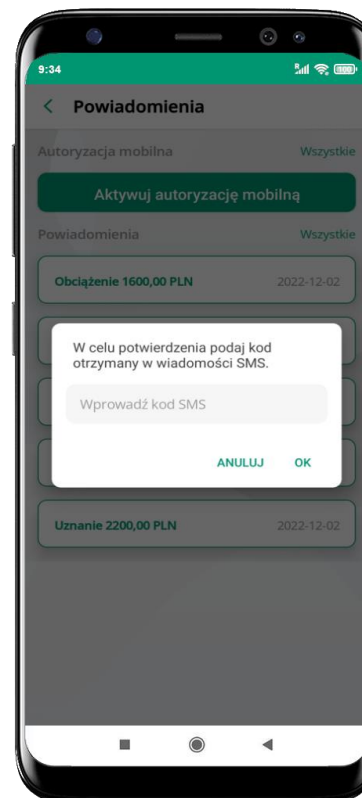 9:34
R
100
Powiadomienia
Autoryzacja mobilna Wszystkie
Aktywuj autoryzację mobilną
Powiadomienia Wszystkie
Obciążenie 1600,00 PLN 2022-12-02
W celu potwierdzenia podaj kod
otrzymany w wiadomości SMS.
Wprowadź kod SMS
ANULUJ OK
Uznanie 2200,00 PLN 2022-12-02